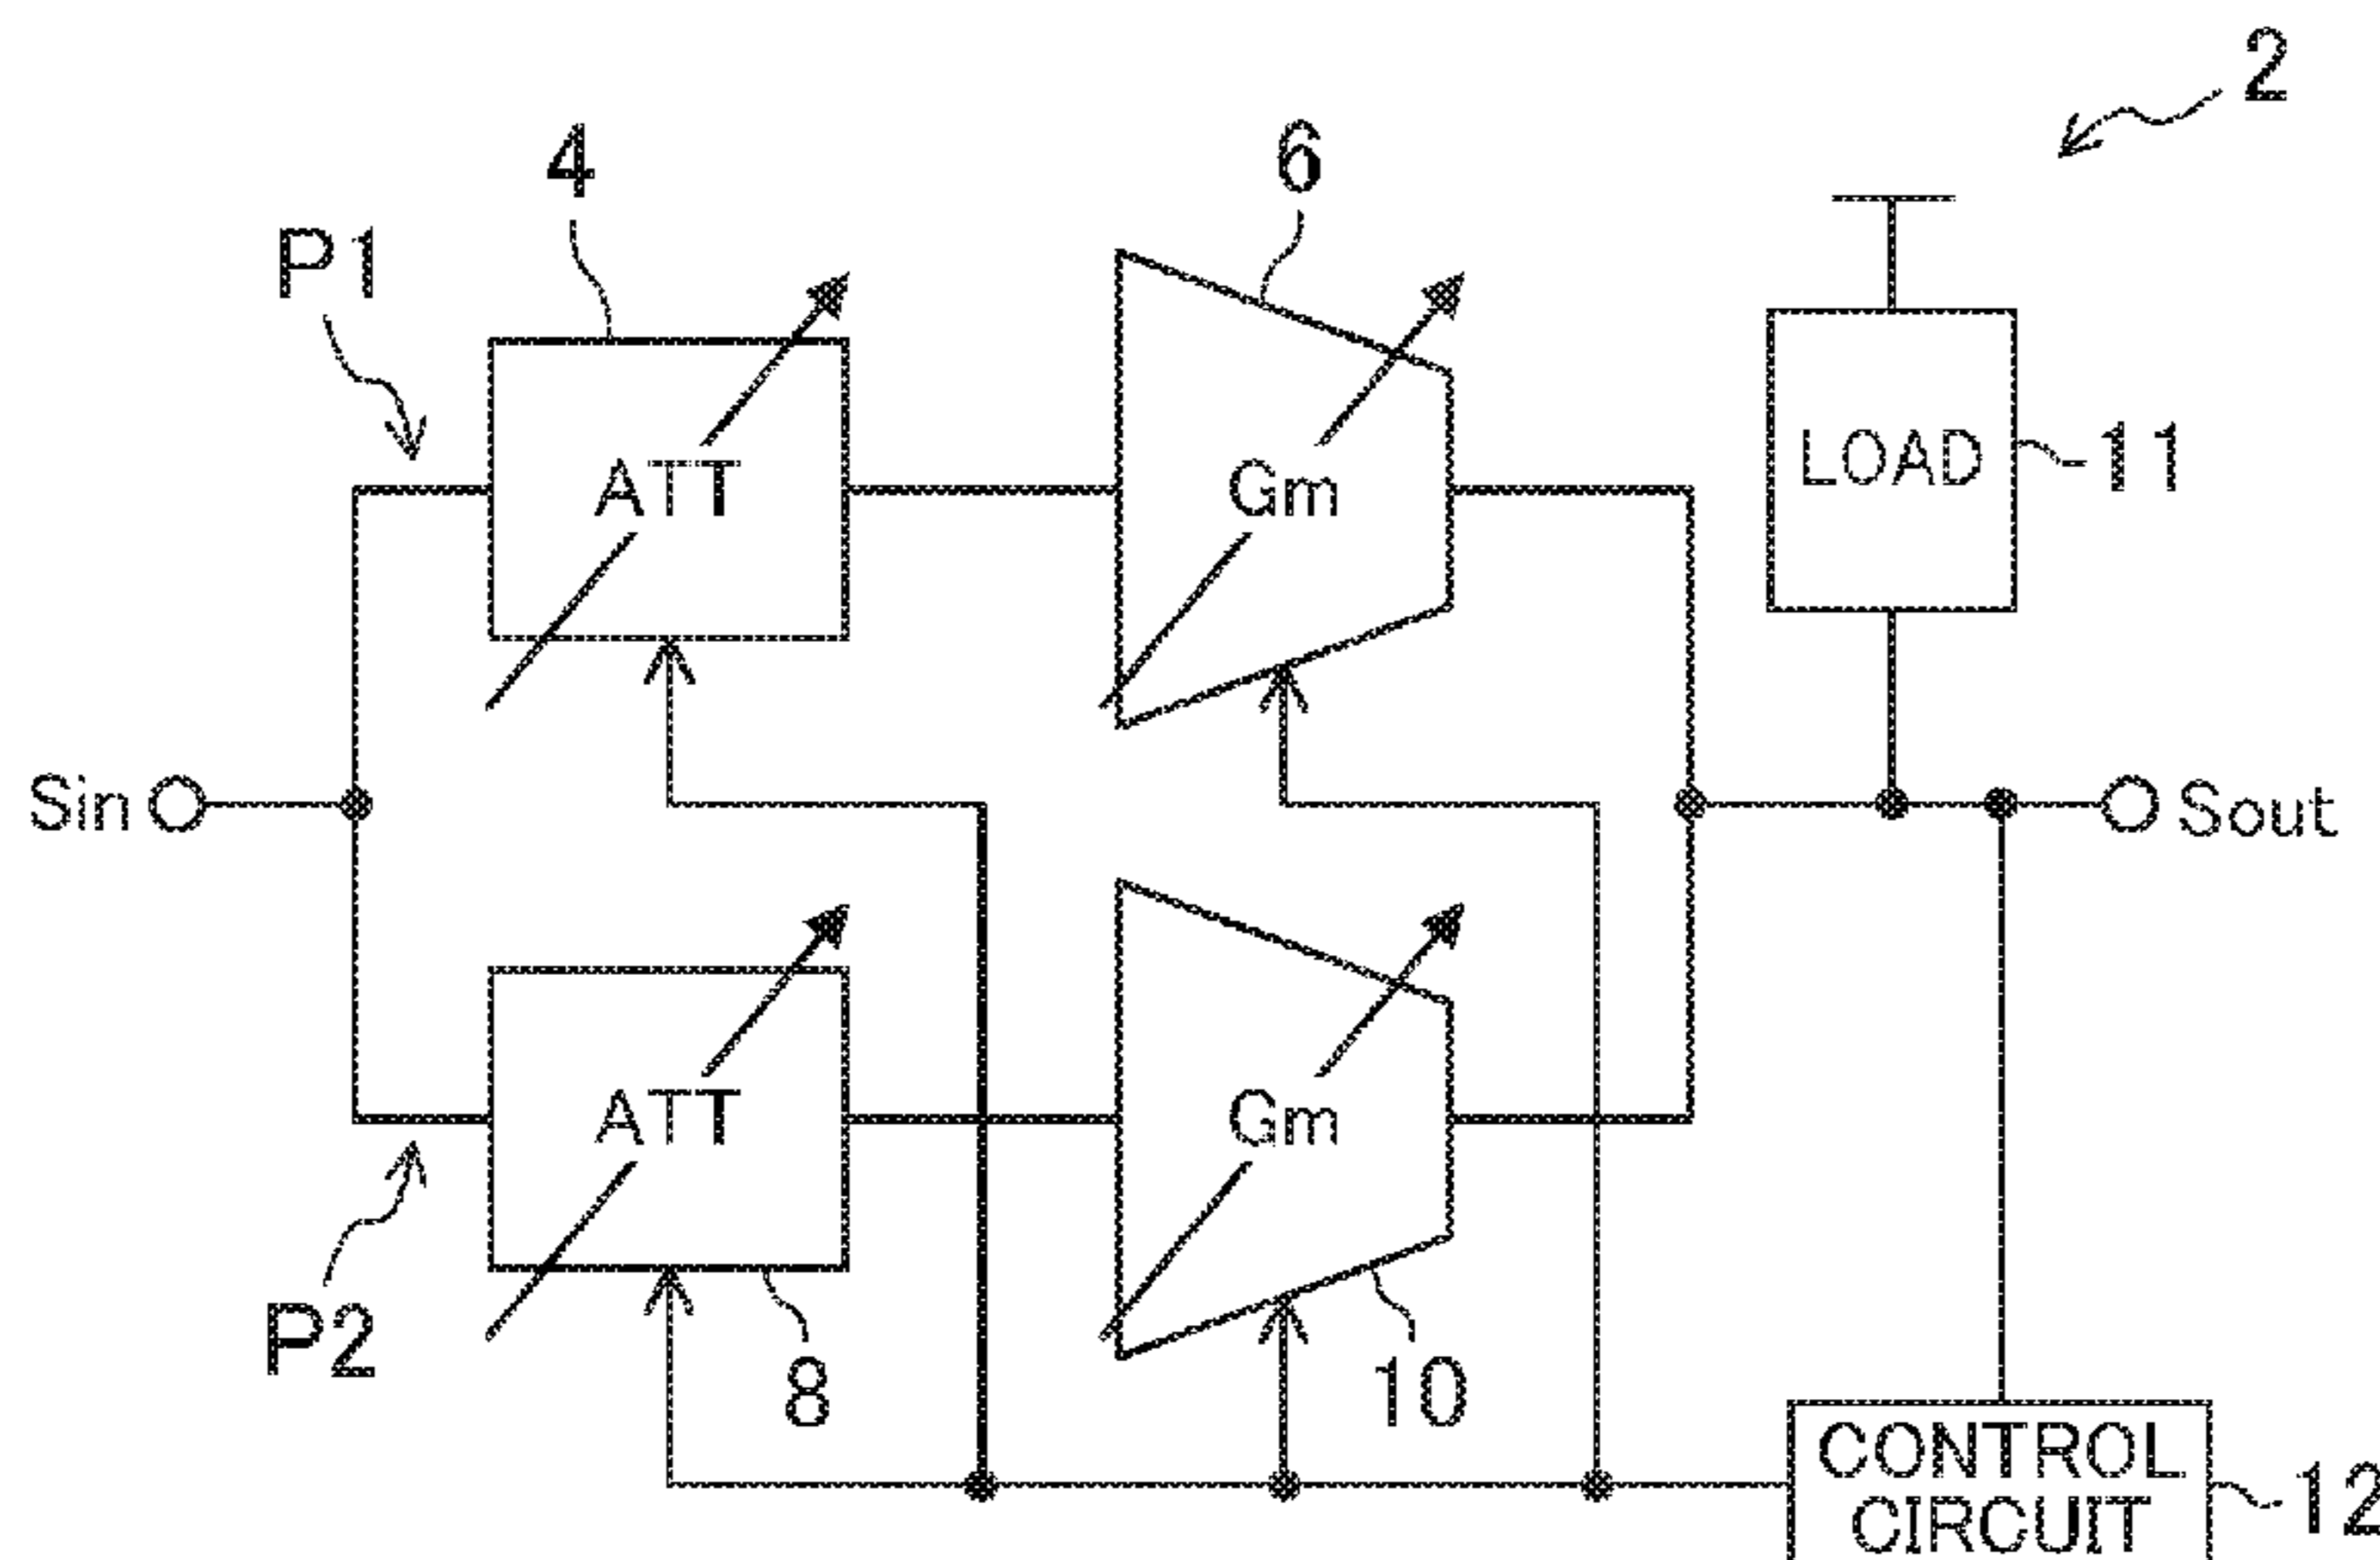 2
4
6
P1
ATT
Gm
LOAD
11
Sin
Sout
ATT
Gm
P2
8
10
CONTROL
CIRCUIT
12